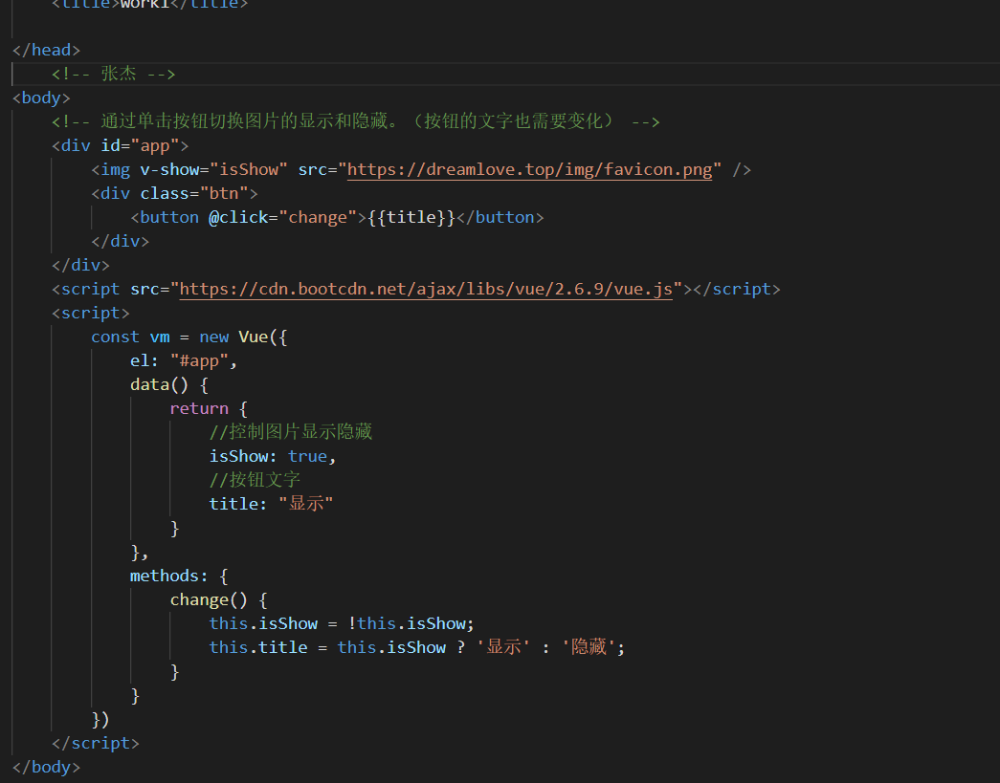 <title>work1</title>
</head>
<!-- 张杰 -->
<body>
<!-- 通过单击按钮切换图片的显示和隐藏。（按钮的文字也需要变化） -->
<div id="app">
<img v-show="isShow" src="https://dreamlove.top/img/favicon.png" />
<div class="btn">
<button @click="change">{{title}}</button>
</div>
</div>
<script src="https://cdn.bootcdn.net/ajax/libs/vue/2.6.9/vue.js"></script>
<script>
const vm = new Vue({
el: "#app",
data() {
return {
//控制图片显示隐藏
isShow: true,
//按钮文字
title: "显示"
}
},
methods: {
change() {
this.isShow = !this.isShow;
this.title = this.isShow ? '显示' : '隐藏';
}
}
})
</script>
</body>